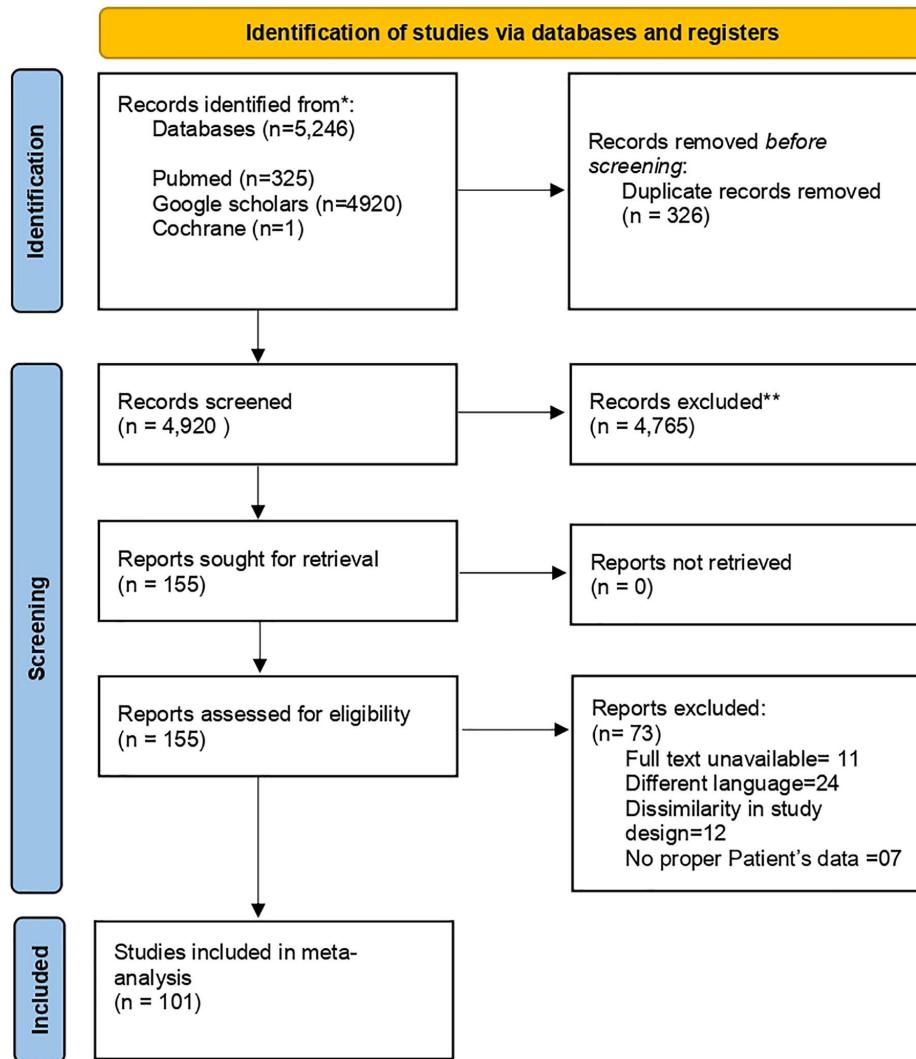 Identification of studies via databases and registers
Identification
Records identified from*:
Databases (n=5,246)
Pubmed (n=325)
Google scholars (n=4920)
Cochrane (n=1)
Records removed before
screening:
Duplicate records removed
(n = 326)
Screening
Records screened
(n = 4,920 )
Records excluded**
(n = 4,765)
Reports sought for retrieval
(n = 155)
Reports not retrieved
(n = 0)
Reports assessed for eligibility
(n = 155)
Reports excluded:
(n= 73)
Full text unavailable= 11
Different language=24
Dissimilarity in study
design=12
No proper Patient's data =07
Included
Studies included in meta-
analysis
(n = 101)